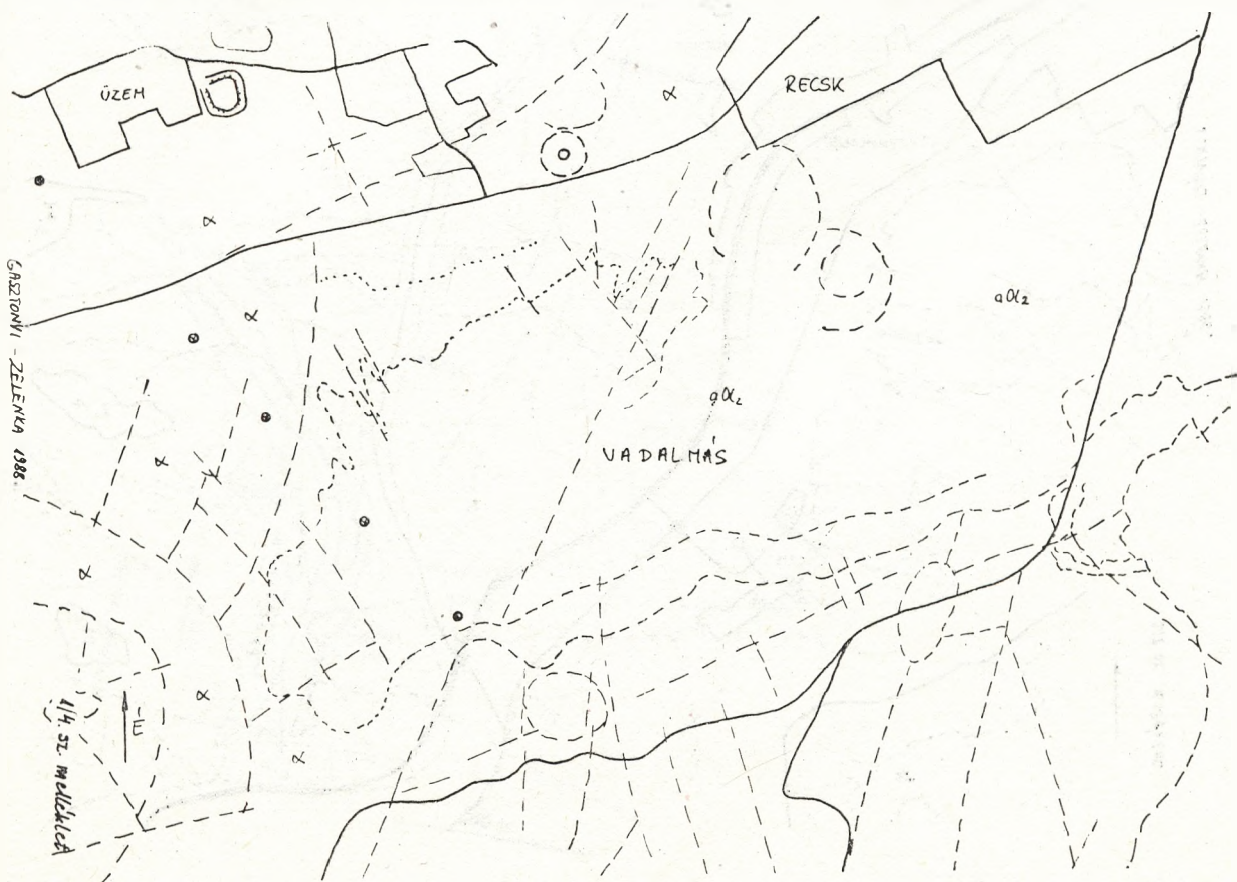 ÜZEM
RECSK
α
α
GASZTONYI - ZELENKA 1988.
α
aα₂
aα₂
VADALMÁS
α
α
α
α
É
1/4. sz. melléklet